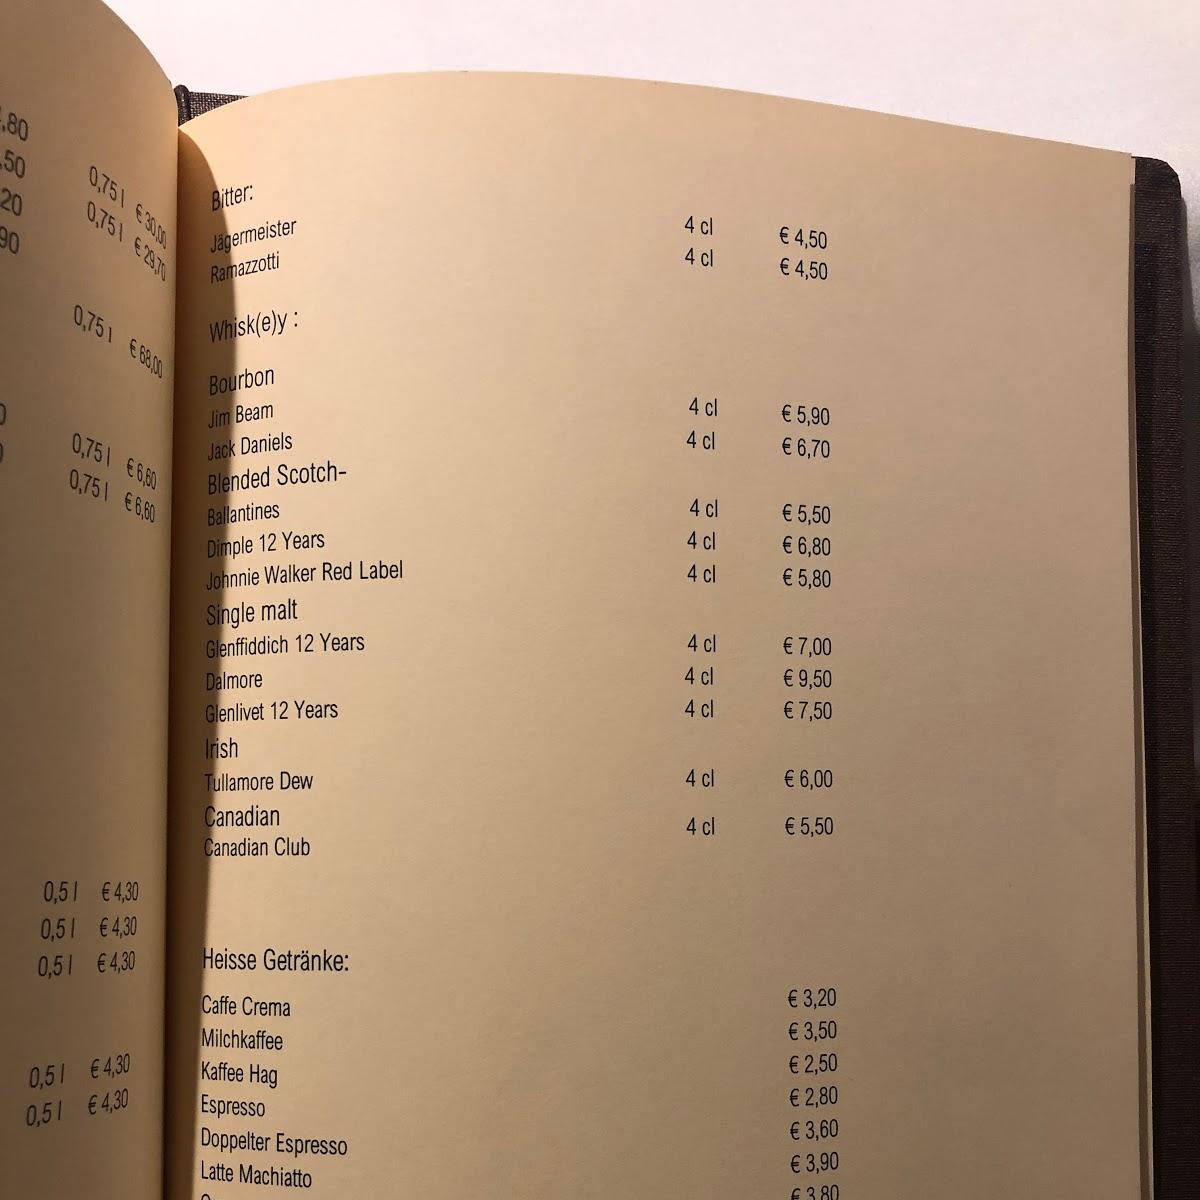 .80
.50
20
90
0,75 l € 30,00
0,75 l € 29,70
0,75 l € 68,00
0,75 l € 6,60
0,75 l € 6,60
0,5 l € 4,30
0,5 l € 4,30
0,5 l € 4,30
0,5 l € 4,30
0,5 l € 4,30
Bitter:
Jägermeister 4 cl € 4,50
Ramazzotti 4 cl € 4,50
Whisk(e)y :
Bourbon
Jim Beam 4 cl € 5,90
Jack Daniels 4 cl € 6,70
Blended Scotch-
Ballantines 4 cl € 5,50
Dimple 12 Years 4 cl € 6,80
Johnnie Walker Red Label 4 cl € 5,80
Single malt
Glenffiddich 12 Years 4 cl € 7,00
Dalmore 4 cl € 9,50
Glenlivet 12 Years 4 cl € 7,50
Irish
Tullamore Dew 4 cl € 6,00
Canadian
Canadian Club 4 cl € 5,50
Heisse Getränke:
Caffe Crema € 3,20
Milchkaffee € 3,50
Kaffee Hag € 2,50
Espresso € 2,80
Doppelter Espresso € 3,60
Latte Machiatto € 3,90
€ 3,80